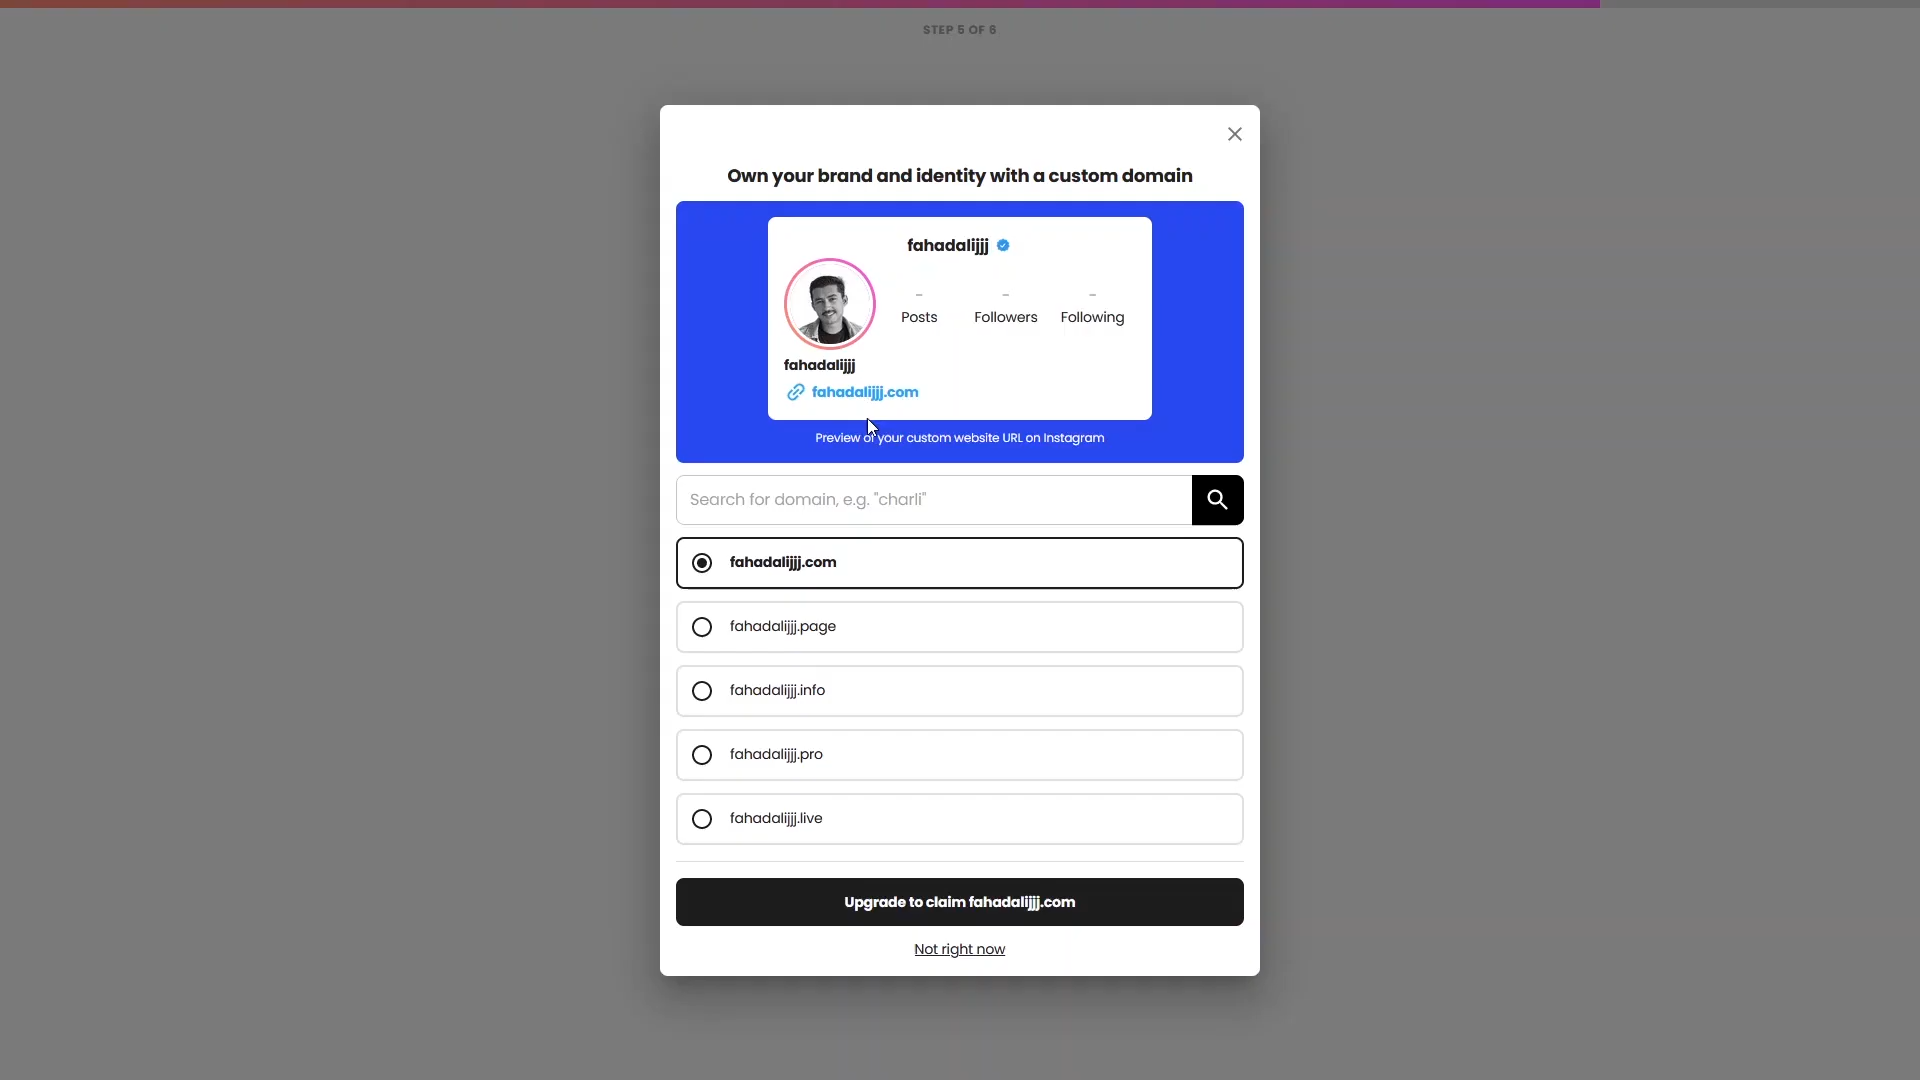 STEP 5 OF 6
Own your brand and identity with a custom domain
fahadalijjj
- - -
Posts Followers Following
fahadalijjj
fahadalijjj.com
Preview of your custom website URL on Instagram
Search for domain, e.g. "charli"
fahadalijjj.com
fahadalijjj.page
fahadalijjj.info
fahadalijjj.pro
fahadalijjj.live
Upgrade to claim fahadalijjj.com
Not right now